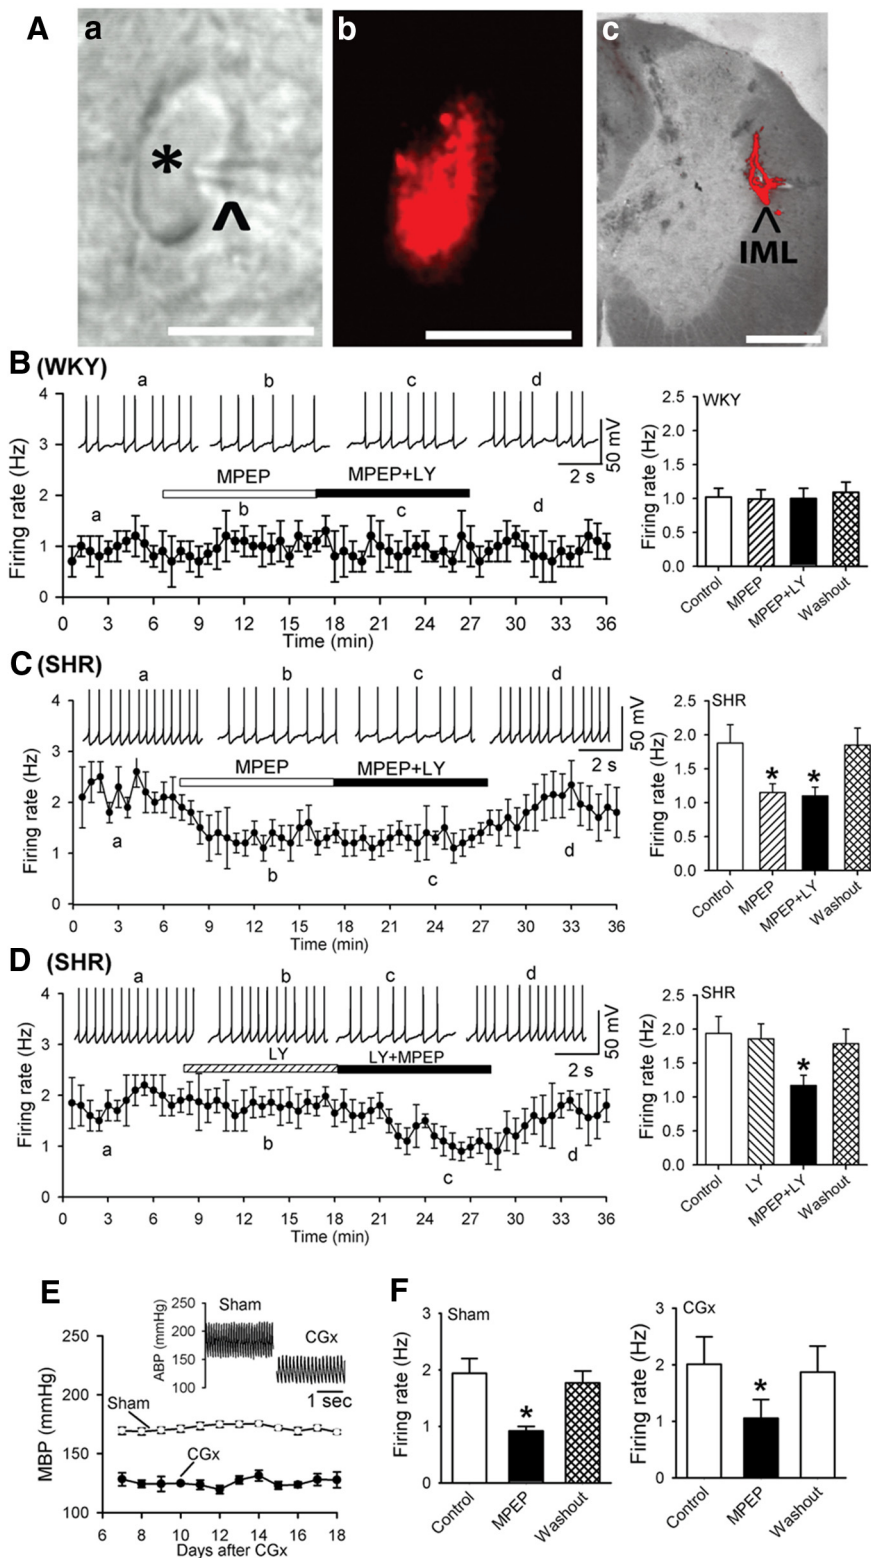 A a b c
*
^
^
IML
B (WKY)
a b c d
4
3
2
1
0
Firing rate (Hz)
50 mV
2 s
MPEP MPEP+LY
a b c d
0 3 6 9 12 15 18 21 24 27 30 33 36
Time (min)
WKY
2.5
2.0
1.5
1.0
0.5
0.0
Firing rate (Hz)
Control MPEP MPEP+LY Washout
C (SHR)
a b c d
4
3
2
1
0
Firing rate (Hz)
50 mV
2 s
MPEP MPEP+LY
a b c d
0 3 6 9 12 15 18 21 24 27 30 33 36
Time (min)
SHR
2.5
2.0
1.5
1.0
0.5
0.0
Firing rate (Hz)
* *
Control MPEP MPEP+LY Washout
D (SHR)
a b c d
4
3
2
1
0
Firing rate (Hz)
50 mV
2 s
LY LY+MPEP
a b c d
0 3 6 9 12 15 18 21 24 27 30 33 36
Time (min)
SHR
2.5
2.0
1.5
1.0
0.5
0.0
Firing rate (Hz)
*
Control LY MPEP+LY Washout
E
250
200
150
100
MBP (mmHg)
250
200
150
100
ABP (mmHg)
Sham
CGx
1 sec
Sham
CGx
6 8 10 12 14 16 18
Days after CGx
F
Sham
3
2
1
0
Firing rate (Hz)
*
Control MPEP Washout
CGx
3
2
1
0
Firing rate (Hz)
*
Control MPEP Washout